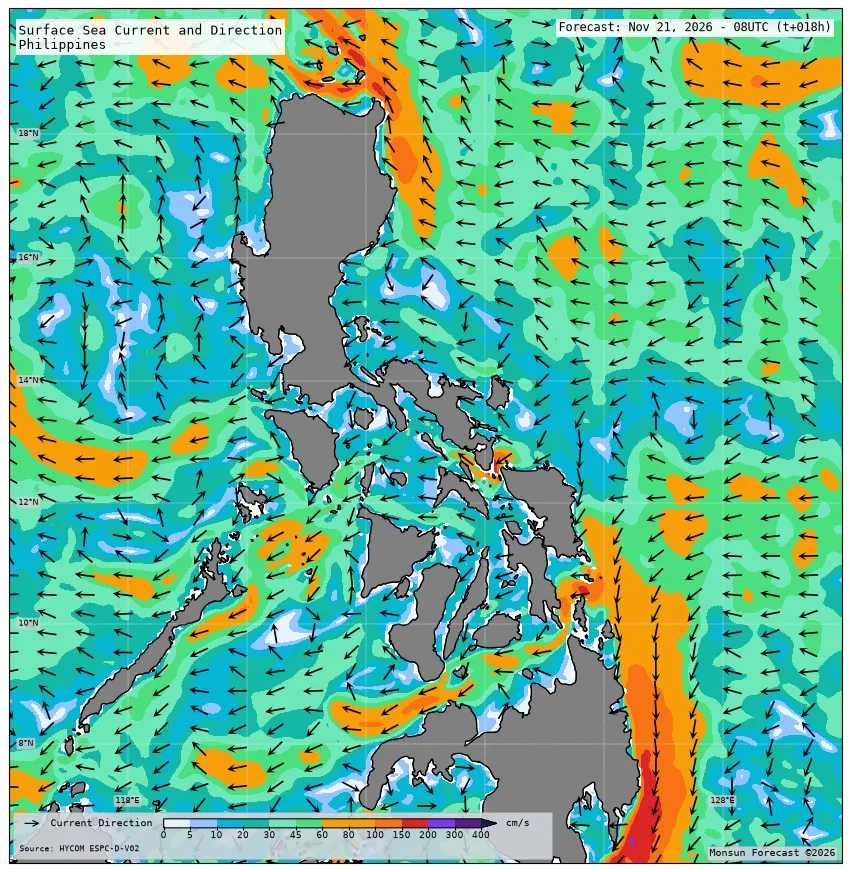 Surface Sea Current and Direction
Philippines
Forecast: Nov 21, 2026 - 08UTC (t+018h)
18°N
16°N
14°N
12°N
10°N
8°N
118°E
128°E
Current Direction
0 5 10 20 30 45 60 80 100 150 200 300 400
cm/s
Source: HYCOM ESPC-D-V02
Monsun Forecast ©2026